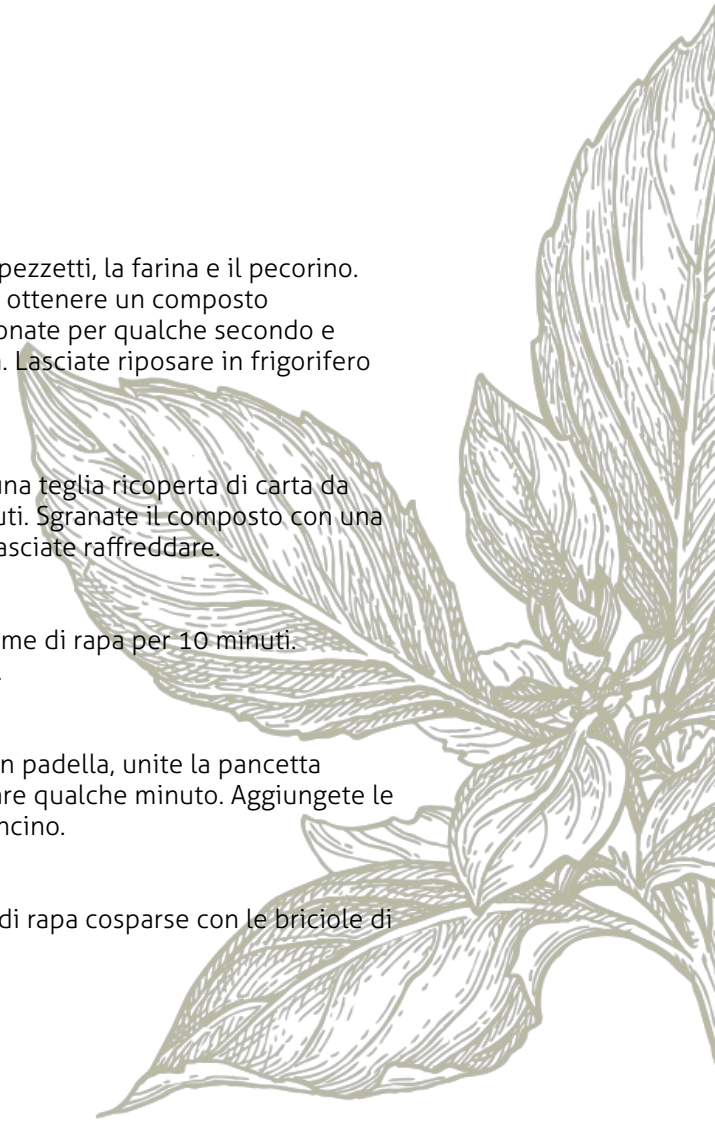 pezzetti, la farina e il pecorino.
ottenere un composto
onate per qualche secondo e
. Lasciate riposare in frigorifero
una teglia ricoperta di carta da
uti. Sgranate il composto con una
asciate raffreddare.
me di rapa per 10 minuti.
.
n padella, unite la pancetta
are qualche minuto. Aggiungete le
ncino.
di rapa cosparse con le briciole di